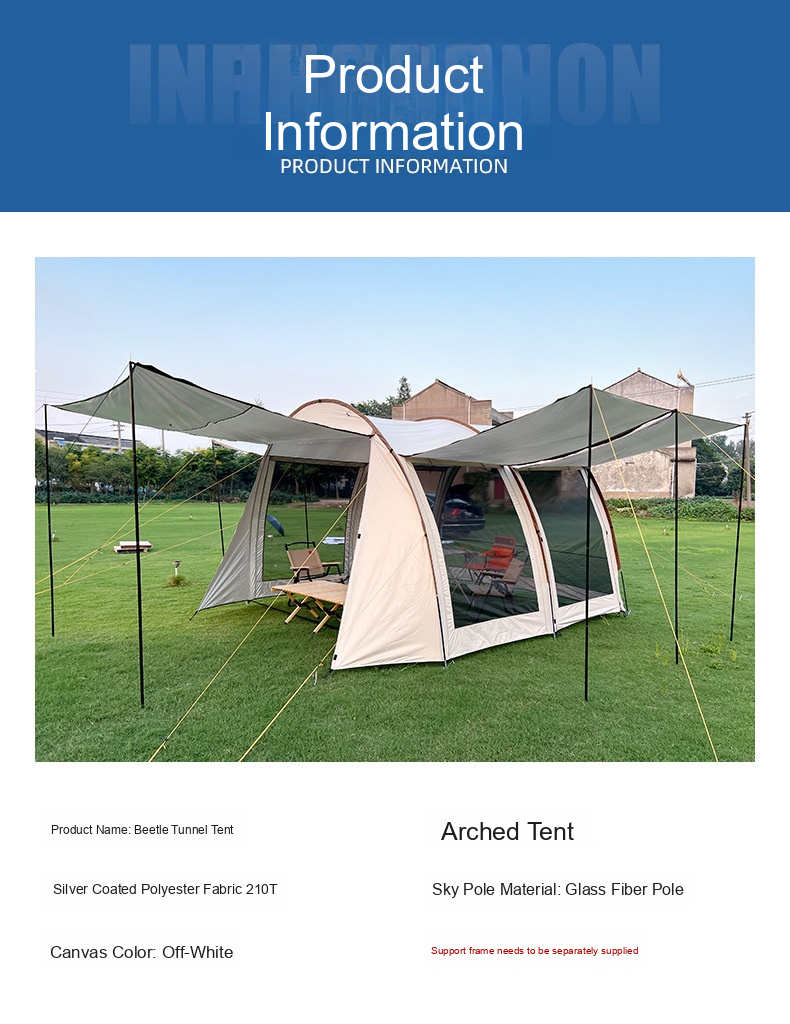 Product
Information
PRODUCT INFORMATION
Product Name: Beetle Tunnel Tent
Arched Tent
Silver Coated Polyester Fabric 210T
Sky Pole Material: Glass Fiber Pole
Canvas Color: Off-White
Support frame needs to be separately supplied